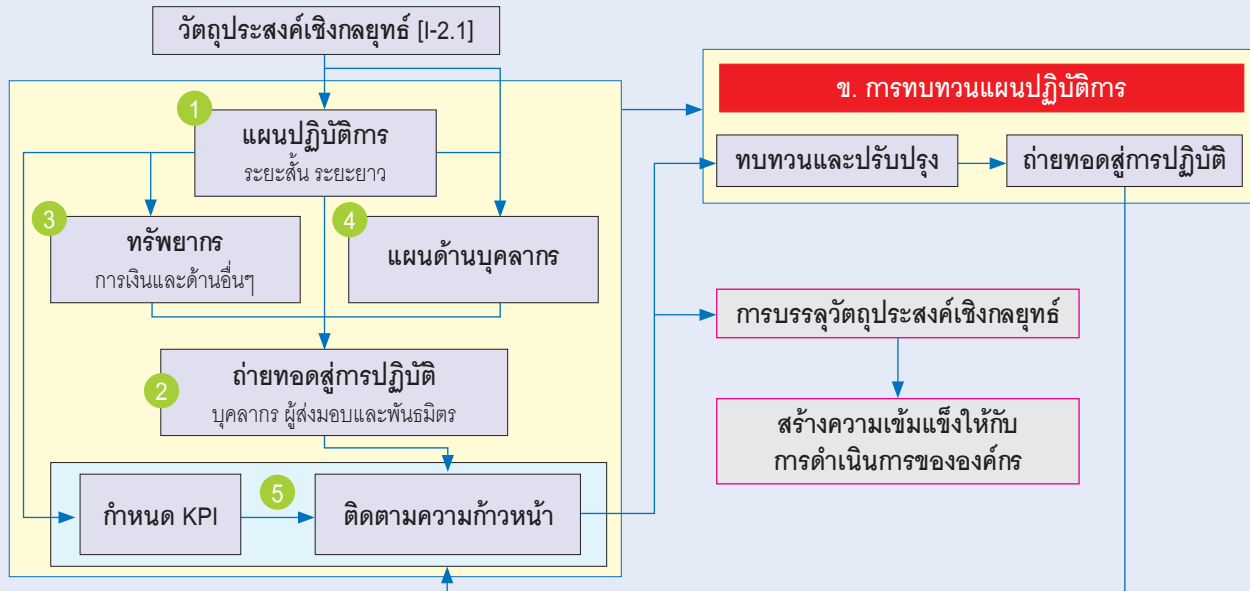 วัตถุประสงค์เชิงกลยุทธ์ [I-2.1]
1
แผนปฏิบัติการ
ระยะสั้น ระยะยาว
3
ทรัพยากร
การเงินและด้านอื่นๆ
4
แผนด้านบุคลากร
2
ถ่ายทอดสู่การปฏิบัติ
บุคลากร ผู้ส่งมอบและพันธมิตร
กำหนด KPI
5
ติดตามความก้าวหน้า
ข. การทบทวนแผนปฏิบัติการ
ทบทวนและปรับปรุง
ถ่ายทอดสู่การปฏิบัติ
การบรรลุวัตถุประสงค์เชิงกลยุทธ์
สร้างความเข้มแข็งให้กับ
การดำเนินการขององค์กร